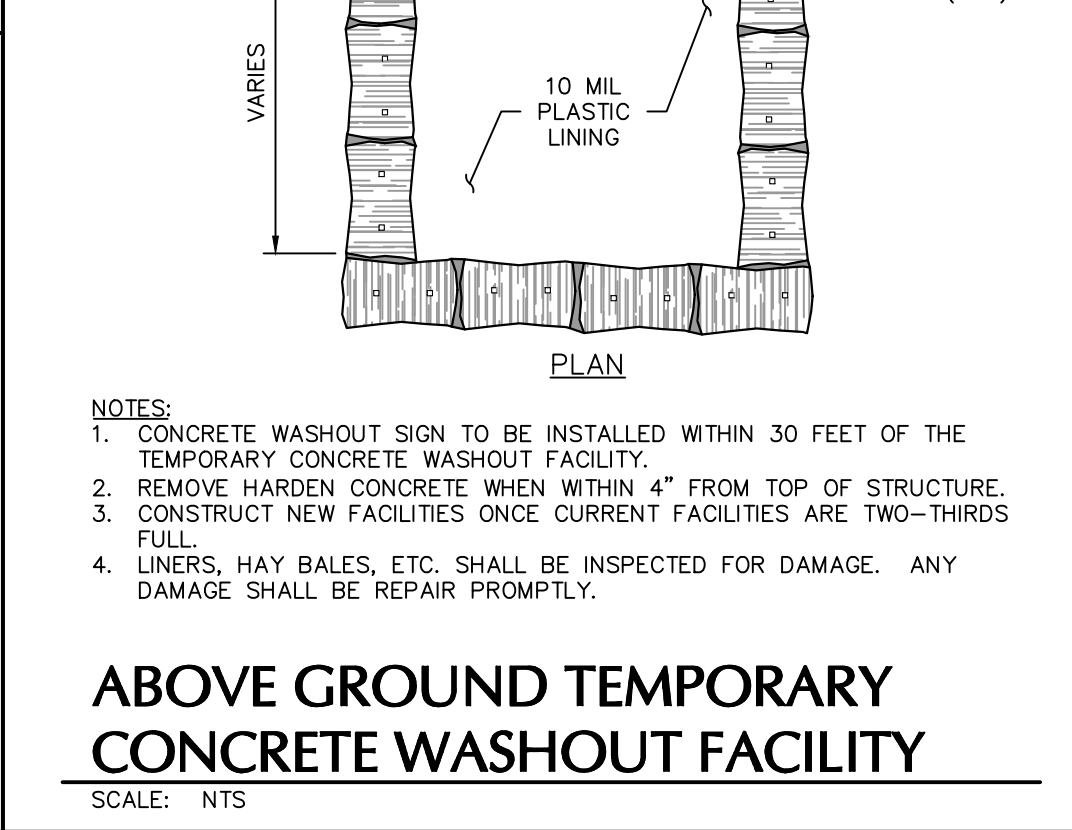 VARIES
10 MIL
PLASTIC
LINING
PLAN
NOTES:
1. CONCRETE WASHOUT SIGN TO BE INSTALLED WITHIN 30 FEET OF THE
TEMPORARY CONCRETE WASHOUT FACILITY.
2. REMOVE HARDEN CONCRETE WHEN WITHIN 4” FROM TOP OF STRUCTURE.
3. CONSTRUCT NEW FACILITIES ONCE CURRENT FACILITIES ARE TWO–THIRDS
FULL.
4. LINERS, HAY BALES, ETC. SHALL BE INSPECTED FOR DAMAGE. ANY
DAMAGE SHALL BE REPAIR PROMPTLY.
ABOVE GROUND TEMPORARY
CONCRETE WASHOUT FACILITY
SCALE: NTS